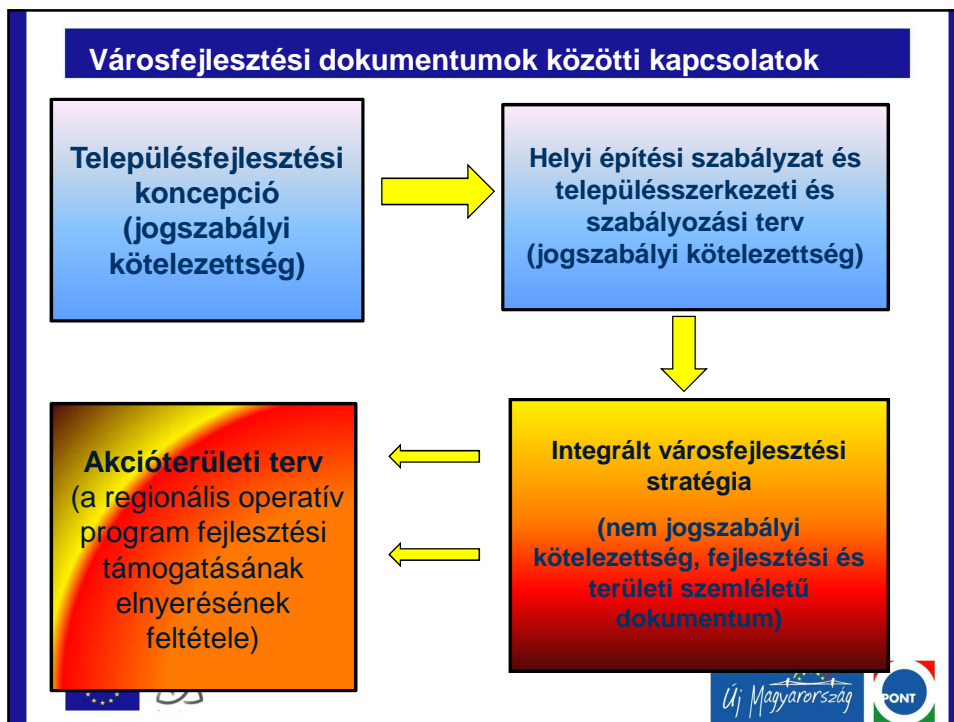 Városfejlesztési dokumentumok közötti kapcsolatok
Településfejlesztési
koncepció
(jogszabályi
kötelezettség)
Helyi építési szabályzat és
településszerkezeti és
szabályozási terv
(jogszabályi kötelezettség)
Akcióterületi terv
(a regionális operatív
program fejlesztési
támogatásának
elnyerésének
feltétele)
Integrált városfejlesztési
stratégia
(nem jogszabályi
kötelezettség, fejlesztési és
területi szemléletű
dokumentum)
Új Magyarország
PONT